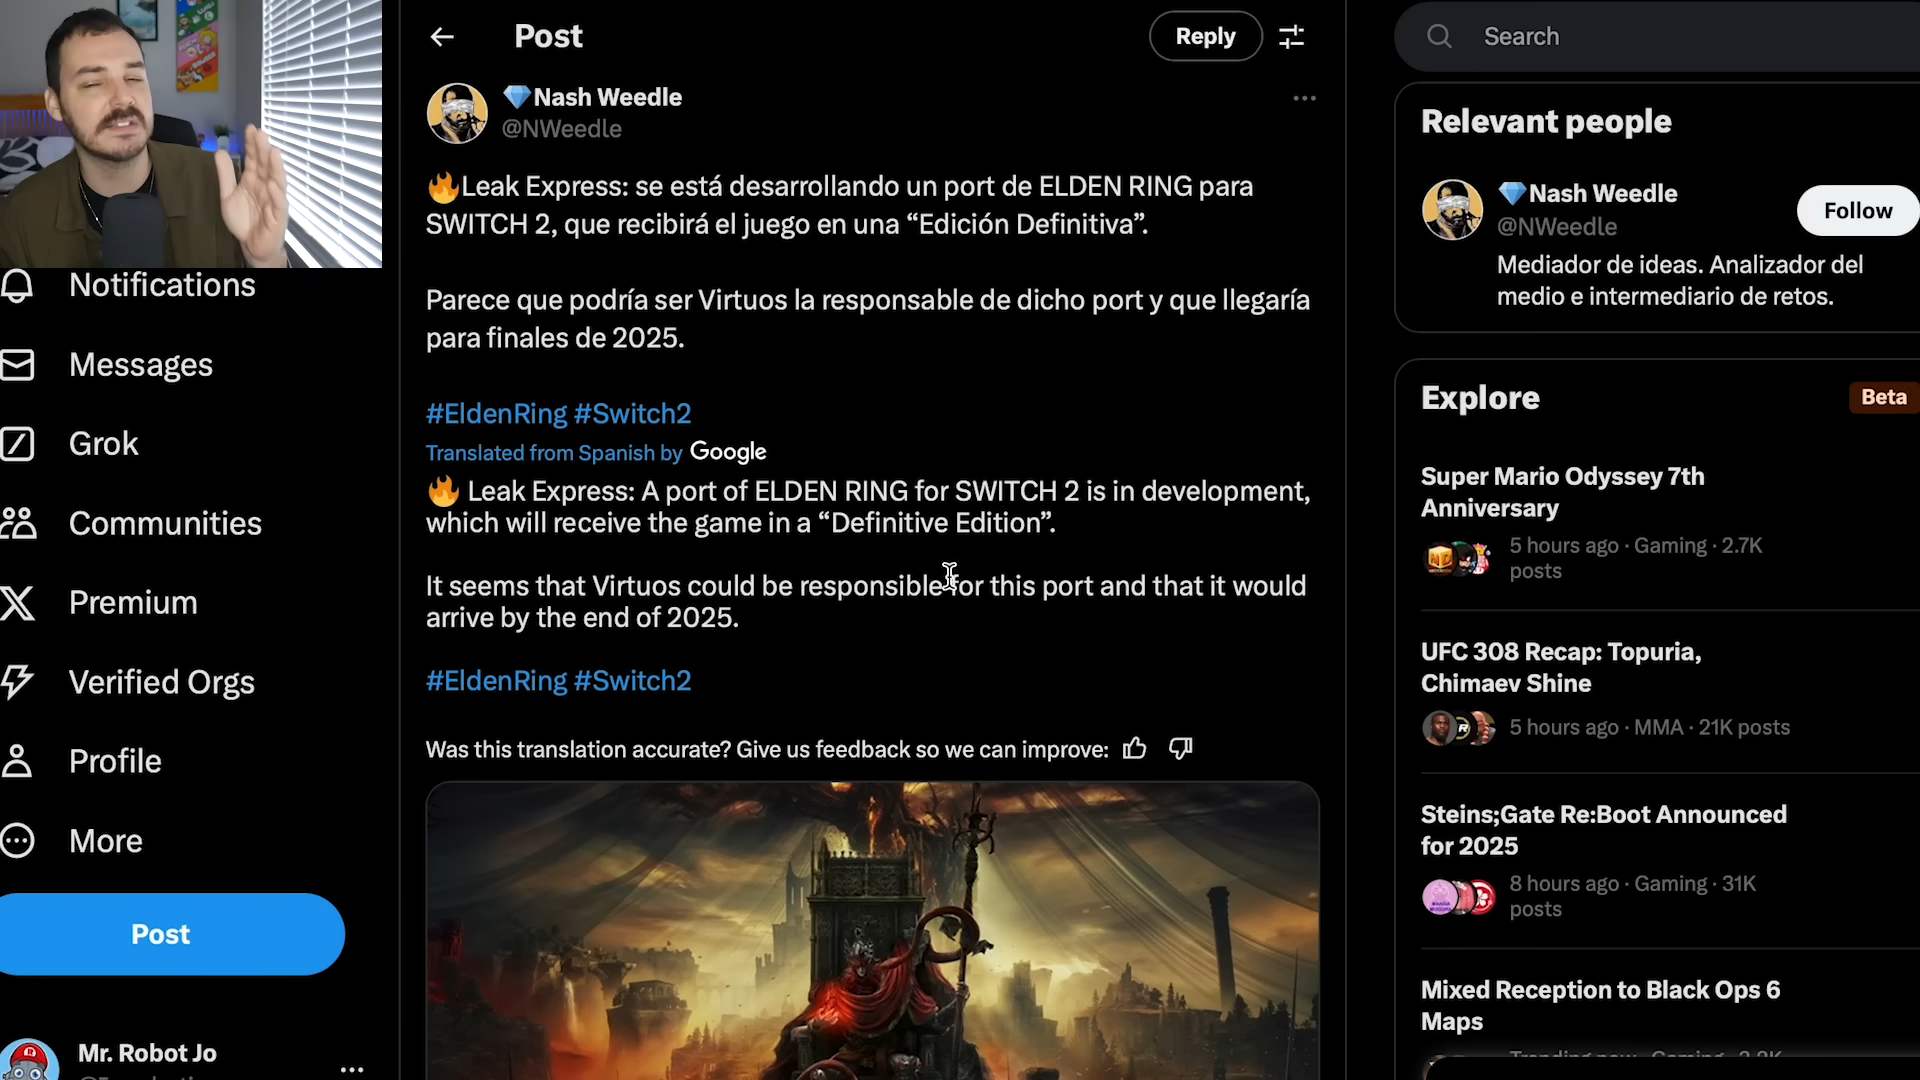 Post
Reply
Search
Nash Weedle
@NWeedle
Leak Express: se está desarrollando un port de ELDEN RING para
SWITCH 2, que recibirá el juego en una “Edición Definitiva”.
Parece que podría ser Virtuos la responsable de dicho port y que llegaría
para finales de 2025.
#EldenRing #Switch2
Translated from Spanish by Google
Leak Express: A port of ELDEN RING for SWITCH 2 is in development,
which will receive the game in a “Definitive Edition”.
It seems that Virtuos could be responsible for this port and that it would
arrive by the end of 2025.
#EldenRing #Switch2
Was this translation accurate? Give us feedback so we can improve:
Notifications
Messages
Grok
Communities
Premium
Verified Orgs
Profile
More
Post
Mr. Robot Jo
Relevant people
Nash Weedle
@NWeedle
Follow
Mediador de ideas. Analizador del
medio e intermediario de retos.
Explore
Beta
Super Mario Odyssey 7th
Anniversary
5 hours ago · Gaming · 2.7K
posts
UFC 308 Recap: Topuria,
Chimaev Shine
5 hours ago · MMA · 21K posts
Steins;Gate Re:Boot Announced
for 2025
8 hours ago · Gaming · 31K
posts
Mixed Reception to Black Ops 6
Maps